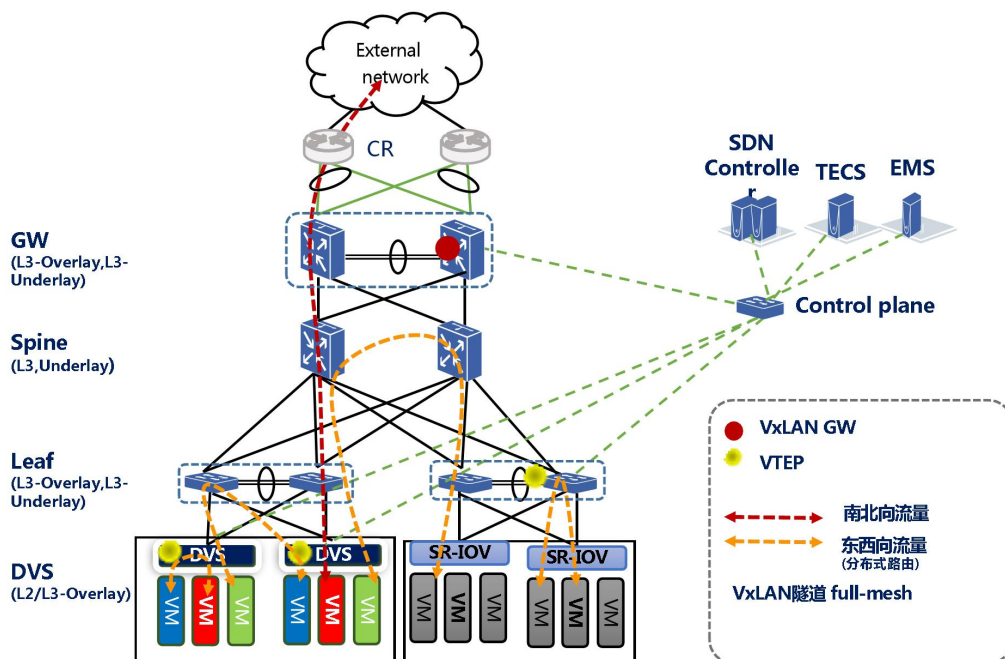 External
network
CR
SDN
Controlle
r
TECS
EMS
GW
(L3-Overlay,L3-
Underlay)
Control plane
Spine
(L3,Underlay)
VxLAN GW
VTEP
Leaf
(L3-Overlay,L3-
Underlay)
南北向流量
东西向流量
(分布式路由)
VxLAN隧道 full-mesh
DVS
DVS
SR-IOV
SR-IOV
DVS
(L2/L3-Overlay)
VM
VM
VM
VM
VM
VM
VM
VM
VM
VM
VM
VM